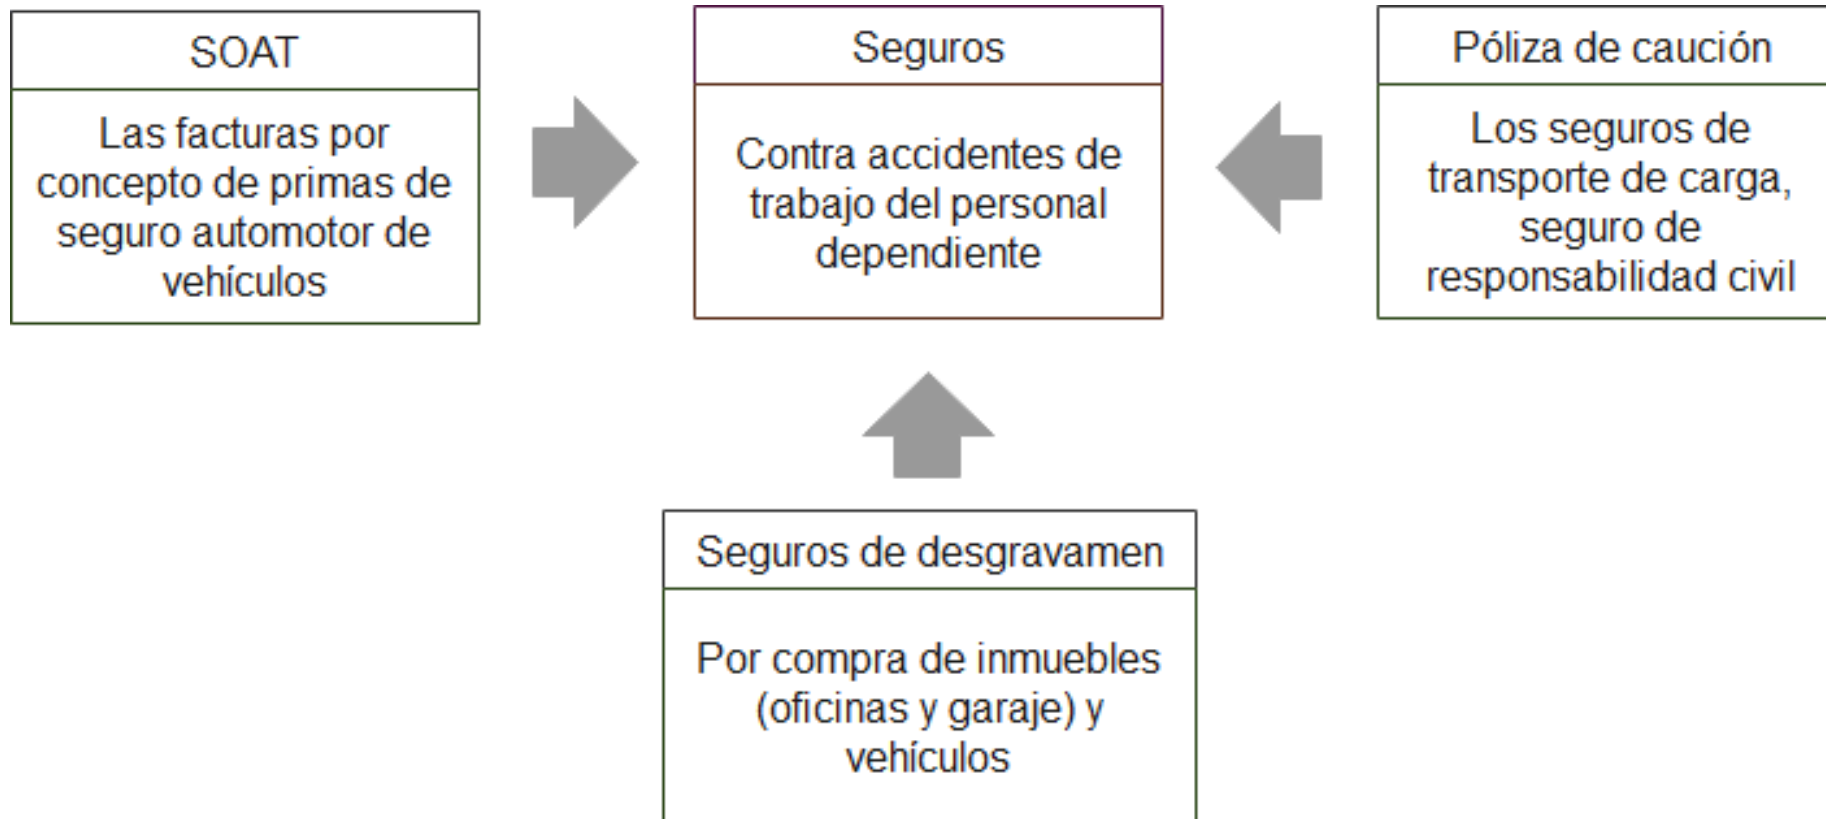 SOAT
Las facturas por
concepto de primas de
seguro automotor de
vehículos
Seguros
Contra accidentes de
trabajo del personal
dependiente
Póliza de caución
Los seguros de
transporte de carga,
seguro de
responsabilidad civil
Seguros de desgravamen
Por compra de inmuebles
(oficinas y garaje) y
vehículos